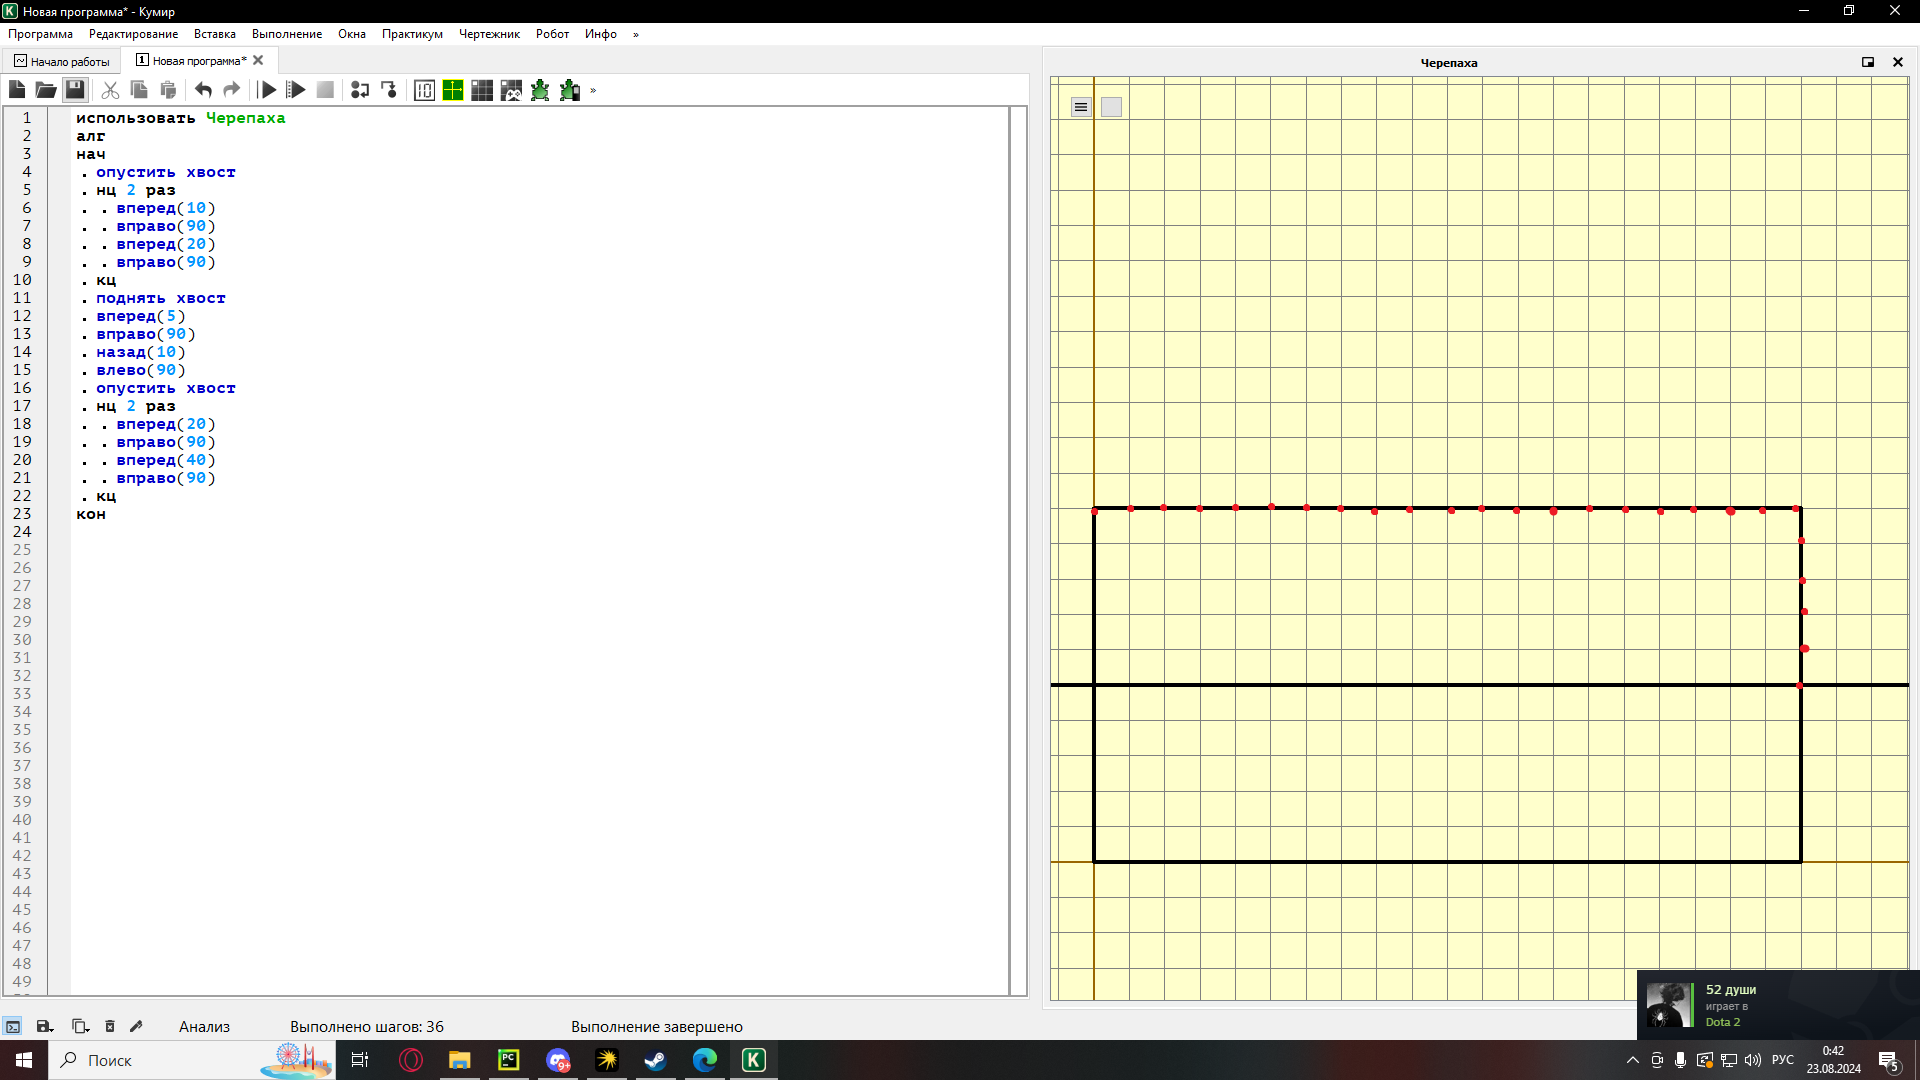 Новая программа* - Кумир
Программа Редактирование Вставка Выполнение Окна Практикум Чертежник Робот Инфо »
Начало работы
1 Новая программа*
Черепаха
»
1 использовать Черепаха
2 алг
3 нач
4 . опустить хвост
5 . нц 2 раз
6 . . вперед(10)
7 . . вправо(90)
8 . . вперед(20)
9 . . вправо(90)
10 . кц
11 . поднять хвост
12 . вперед(5)
13 . вправо(90)
14 . назад(10)
15 . влево(90)
16 . опустить хвост
17 . нц 2 раз
18 . . вперед(20)
19 . . вправо(90)
20 . . вперед(40)
21 . . вправо(90)
22 . кц
23 кон
24
25
26
27
28
29
30
31
32
33
34
35
36
37
38
39
40
41
42
43
44
45
46
47
48
49
52 души
играет в
Dota 2
Анализ
Выполнено шагов: 36
Выполнение завершено
Поиск
PC
9+
K
РУС
0:42
23.08.2024
5